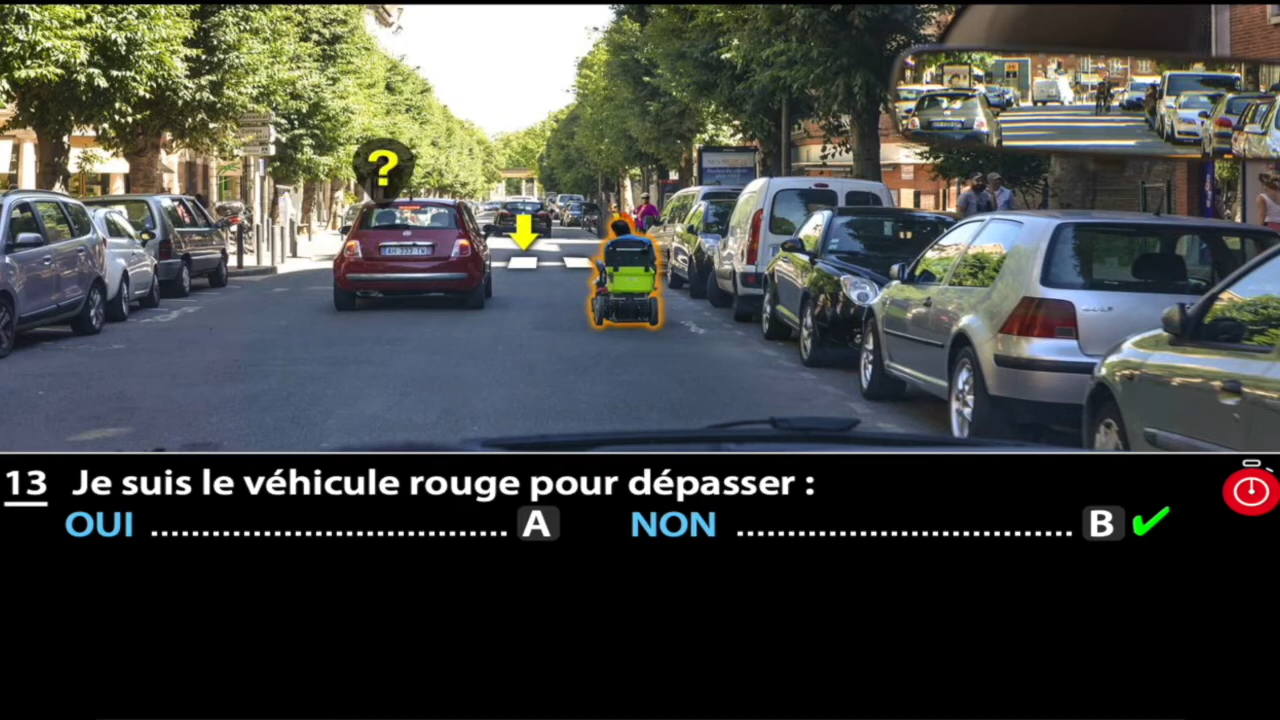 ?
13 Je suis le véhicule rouge pour dépasser :
OUI ................................... A NON ................................. B ✔